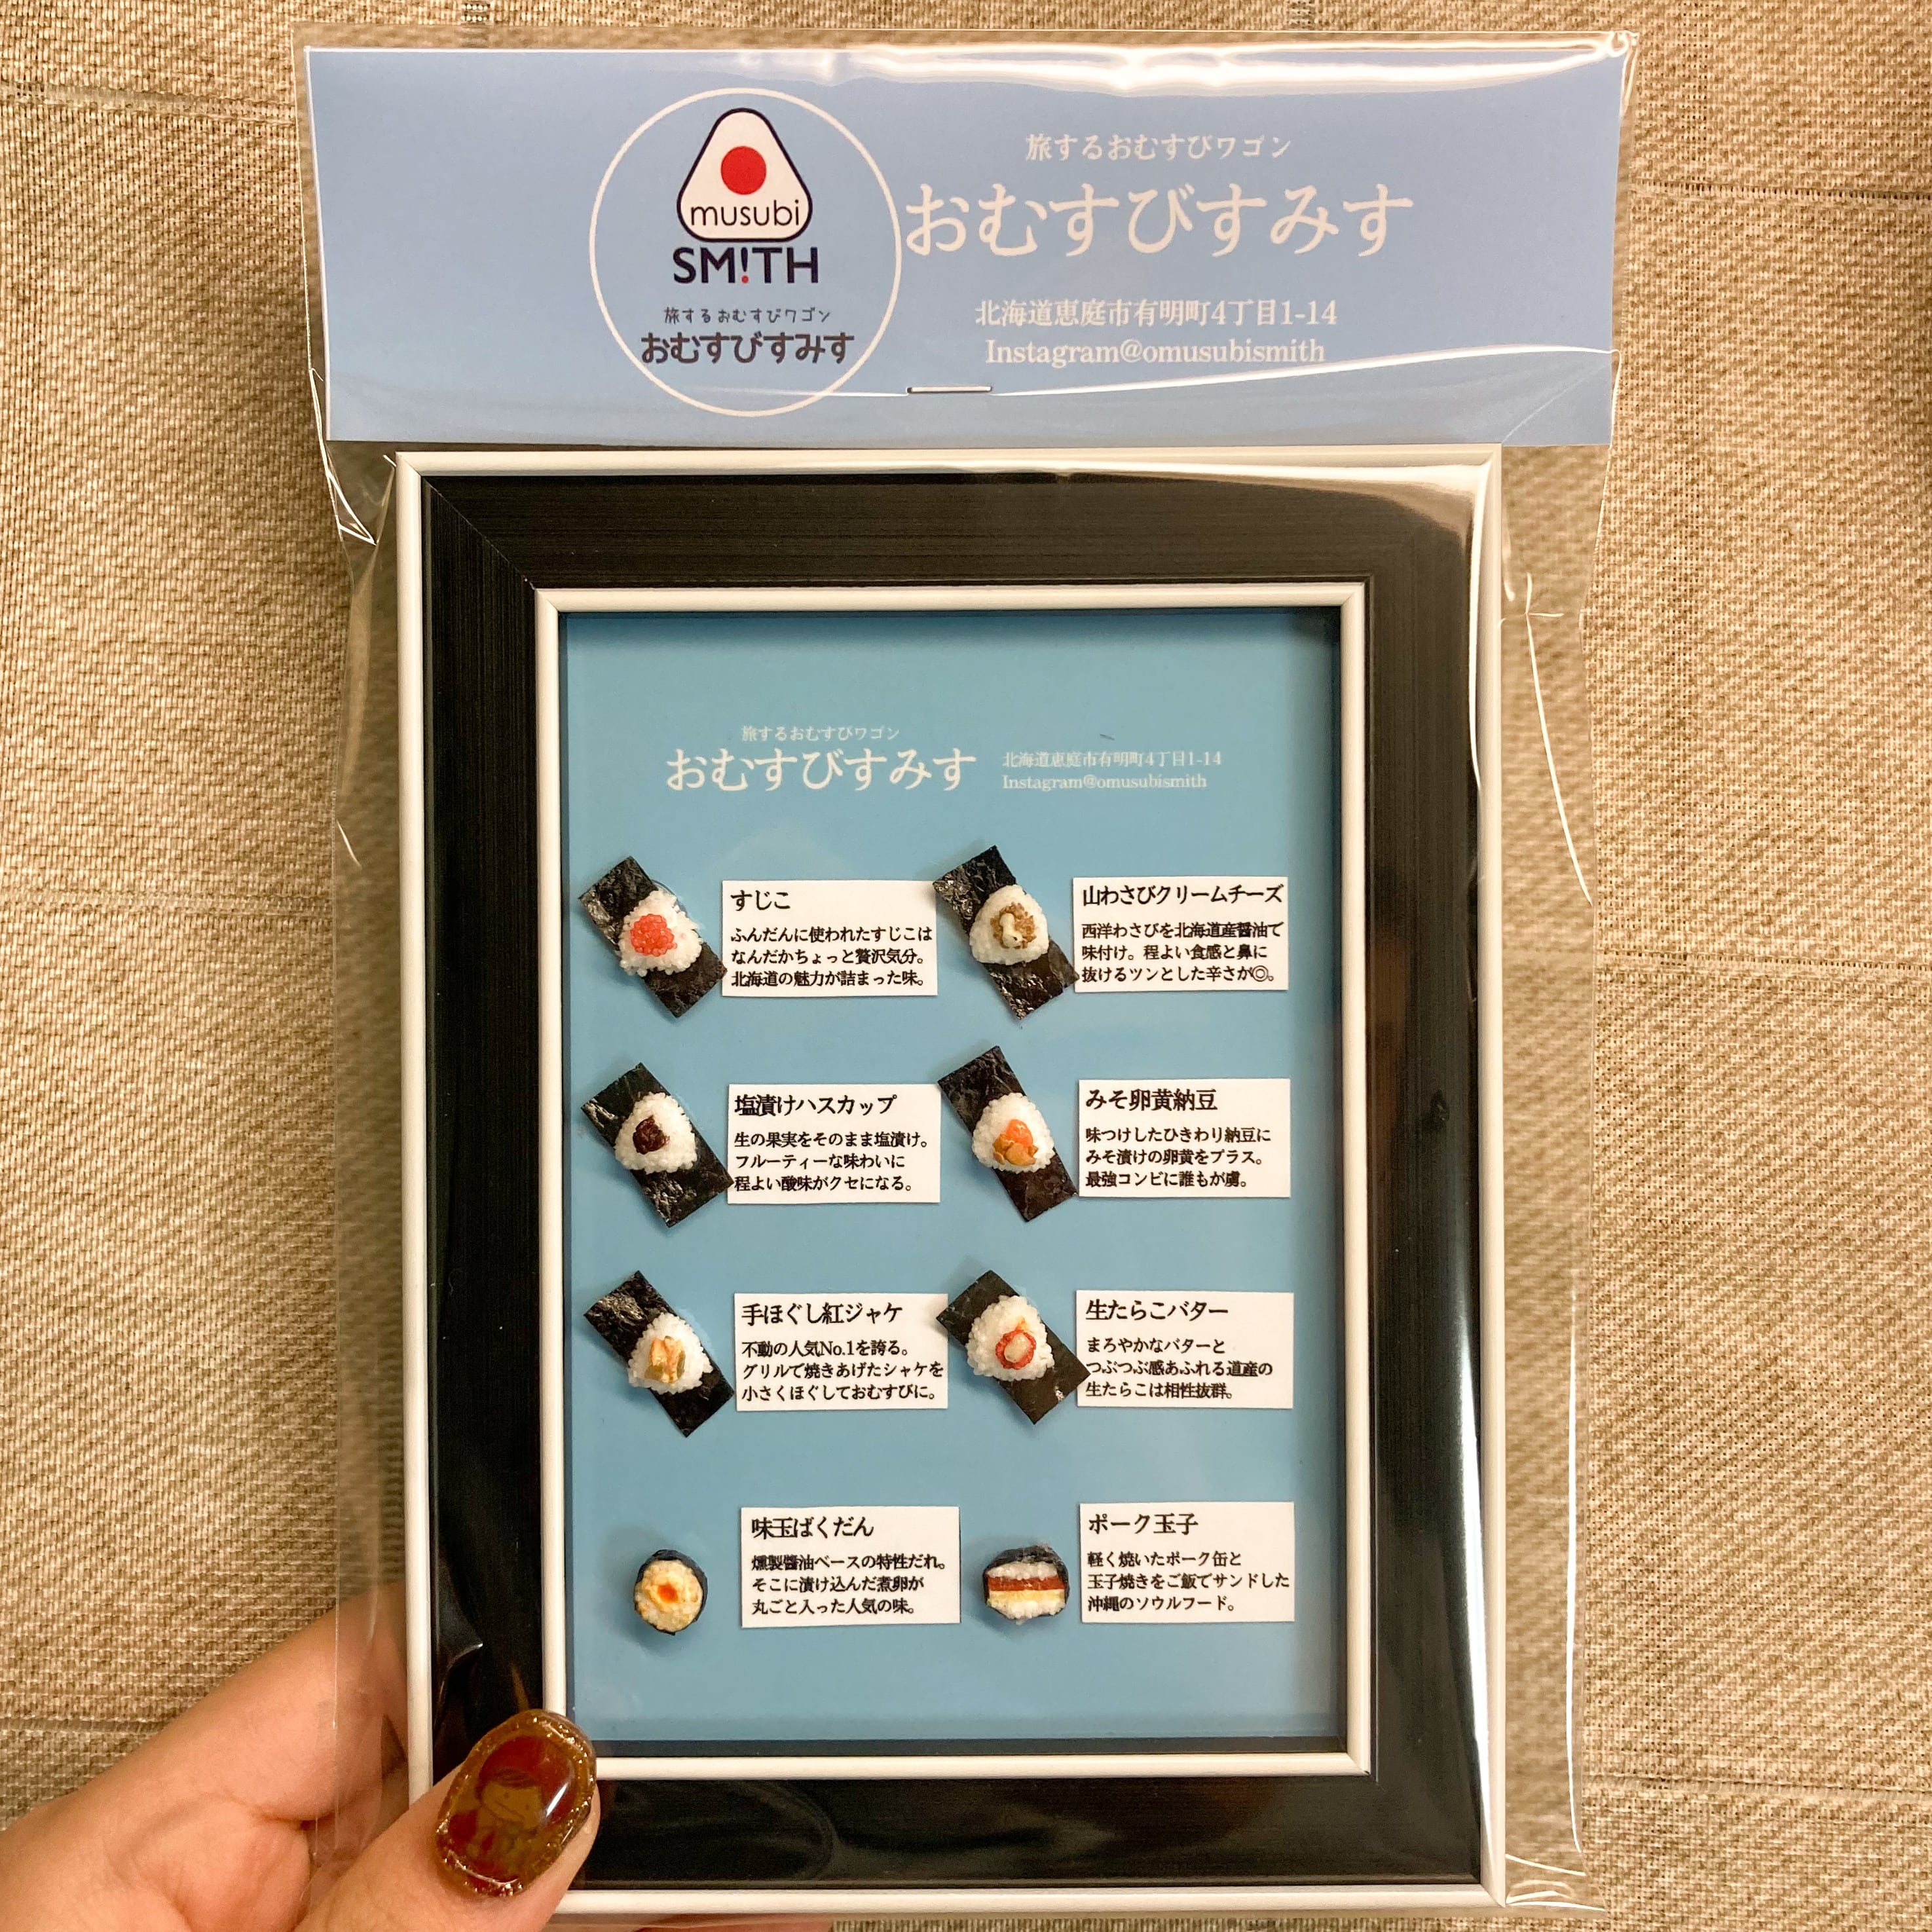 musubi
SM!TH
旅するおむすびワゴン
おむすびすみす
旅するおむすびワゴン
おむすびすみす
北海道恵庭市有明町4丁目1-14
Instagram@omusubismith
旅するおむすびワゴン
おむすびすみす
北海道恵庭市有明町4丁目1-14
Instagram@omusubismith
すじこ
ふんだんに使われたすじこは
なんだかちょっと贅沢気分。
北海道の魅力が詰まった味。
山わさびクリームチーズ
西洋わさびを北海道産醤油で
味付け。程よい食感と鼻に
抜けるツンとした辛さが◎。
塩漬けハスカップ
生の果実をそのまま塩漬け。
フルーティーな味わいに
程よい酸味がクセになる。
みそ卵黄納豆
味つけしたひきわり納豆に
みそ漬けの卵黄をプラス。
最強コンビに誰もが虜。
手ほぐし紅ジャケ
不動の人気No.1を誇る。
グリルで焼きあげたシャケを
小さくほぐしておむすびに。
生たらこバター
まろやかなバターと
つぶつぶ感あふれる道産の
生たらこは相性抜群。
味玉ばくだん
燻製醤油ベースの特性だれ。
そこに漬け込んだ煮卵が
丸ごと入った人気の味。
ポーク玉子
軽く焼いたポーク缶と
玉子焼きをご飯でサンドした
沖縄のソウルフード。